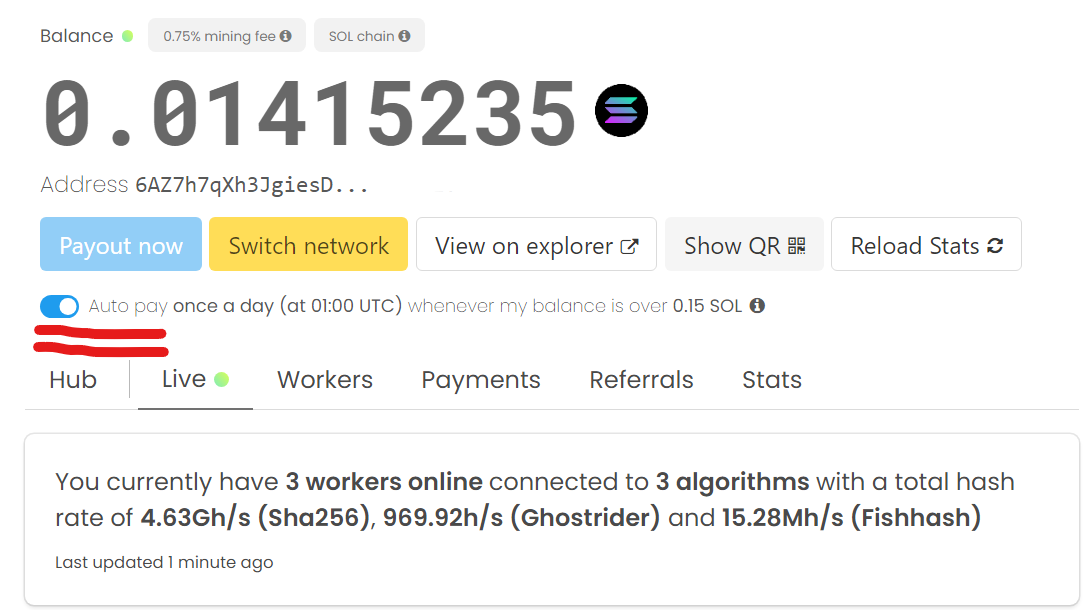 Balance 0.75% mining fee SOL chain
0.01415235
Address 6AZ7h7qXh3JgiesD...
Payout now Switch network View on explorer Show QR Reload Stats
Auto pay once a day (at 01:00 UTC) whenever my balance is over 0.15 SOL
Hub Live Workers Payments Referrals Stats
You currently have 3 workers online connected to 3 algorithms with a total hash
rate of 4.63Gh/s (Sha256), 969.92h/s (Ghostrider) and 15.28Mh/s (Fishhash)
Last updated 1 minute ago